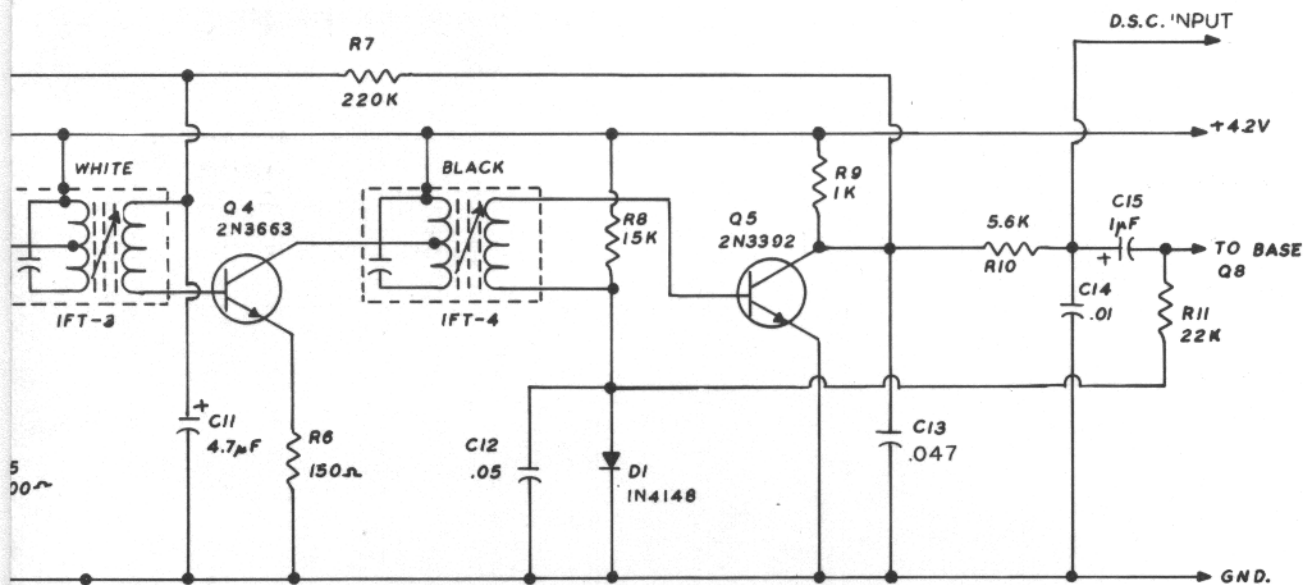 D.S.C. INPUT
R7
220K
+4.2V
WHITE
BLACK
R9
1K
Q4
2N3663
R8
15K
Q5
2N3392
5.6K
R10
C15
1µF
+
TO BASE
Q8
IFT-3
IFT-4
C14
.01
R11
22K
+
C11
4.7µF
R6
150Ω
C12
.05
D1
1N4148
C13
.047
GND.